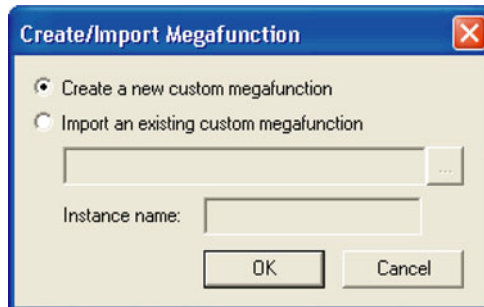 Create/Import Megafunction
Create a new custom megafunction
Import an existing custom megafunction
...
Instance name:
OK Cancel